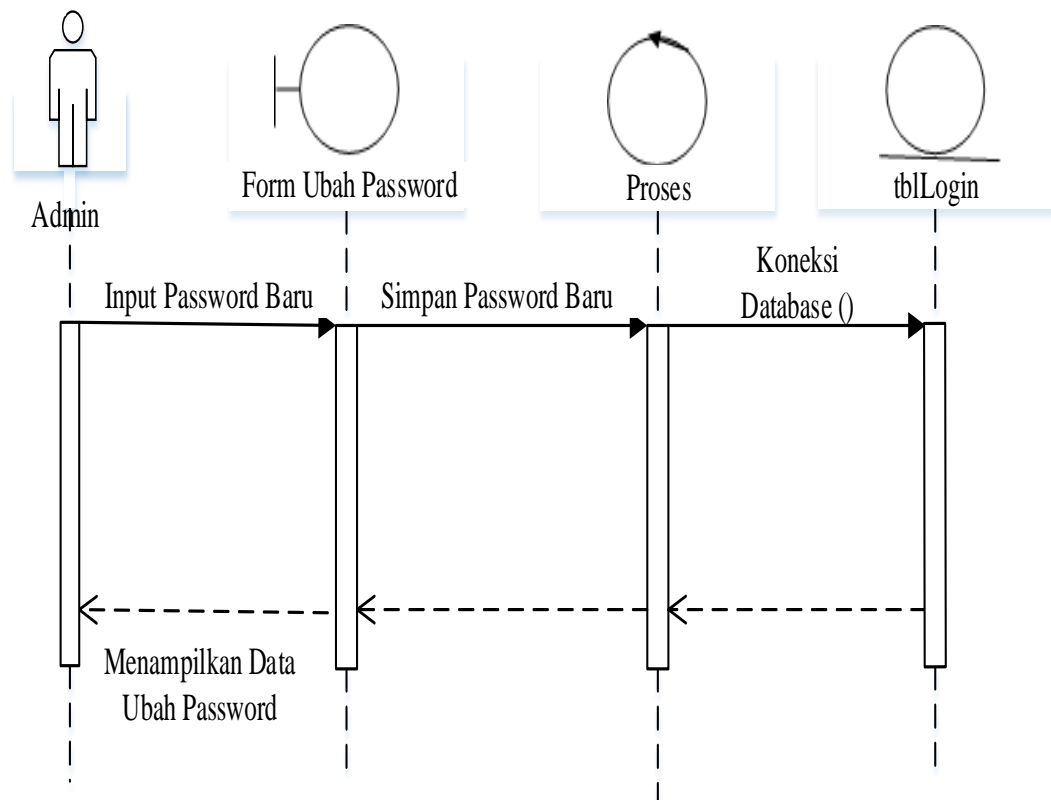 Admin
Form Ubah Password
Proses
tblLogin
Input Password Baru
Simpan Password Baru
Koneksi
Database ()
Menampilkan Data
Ubah Password